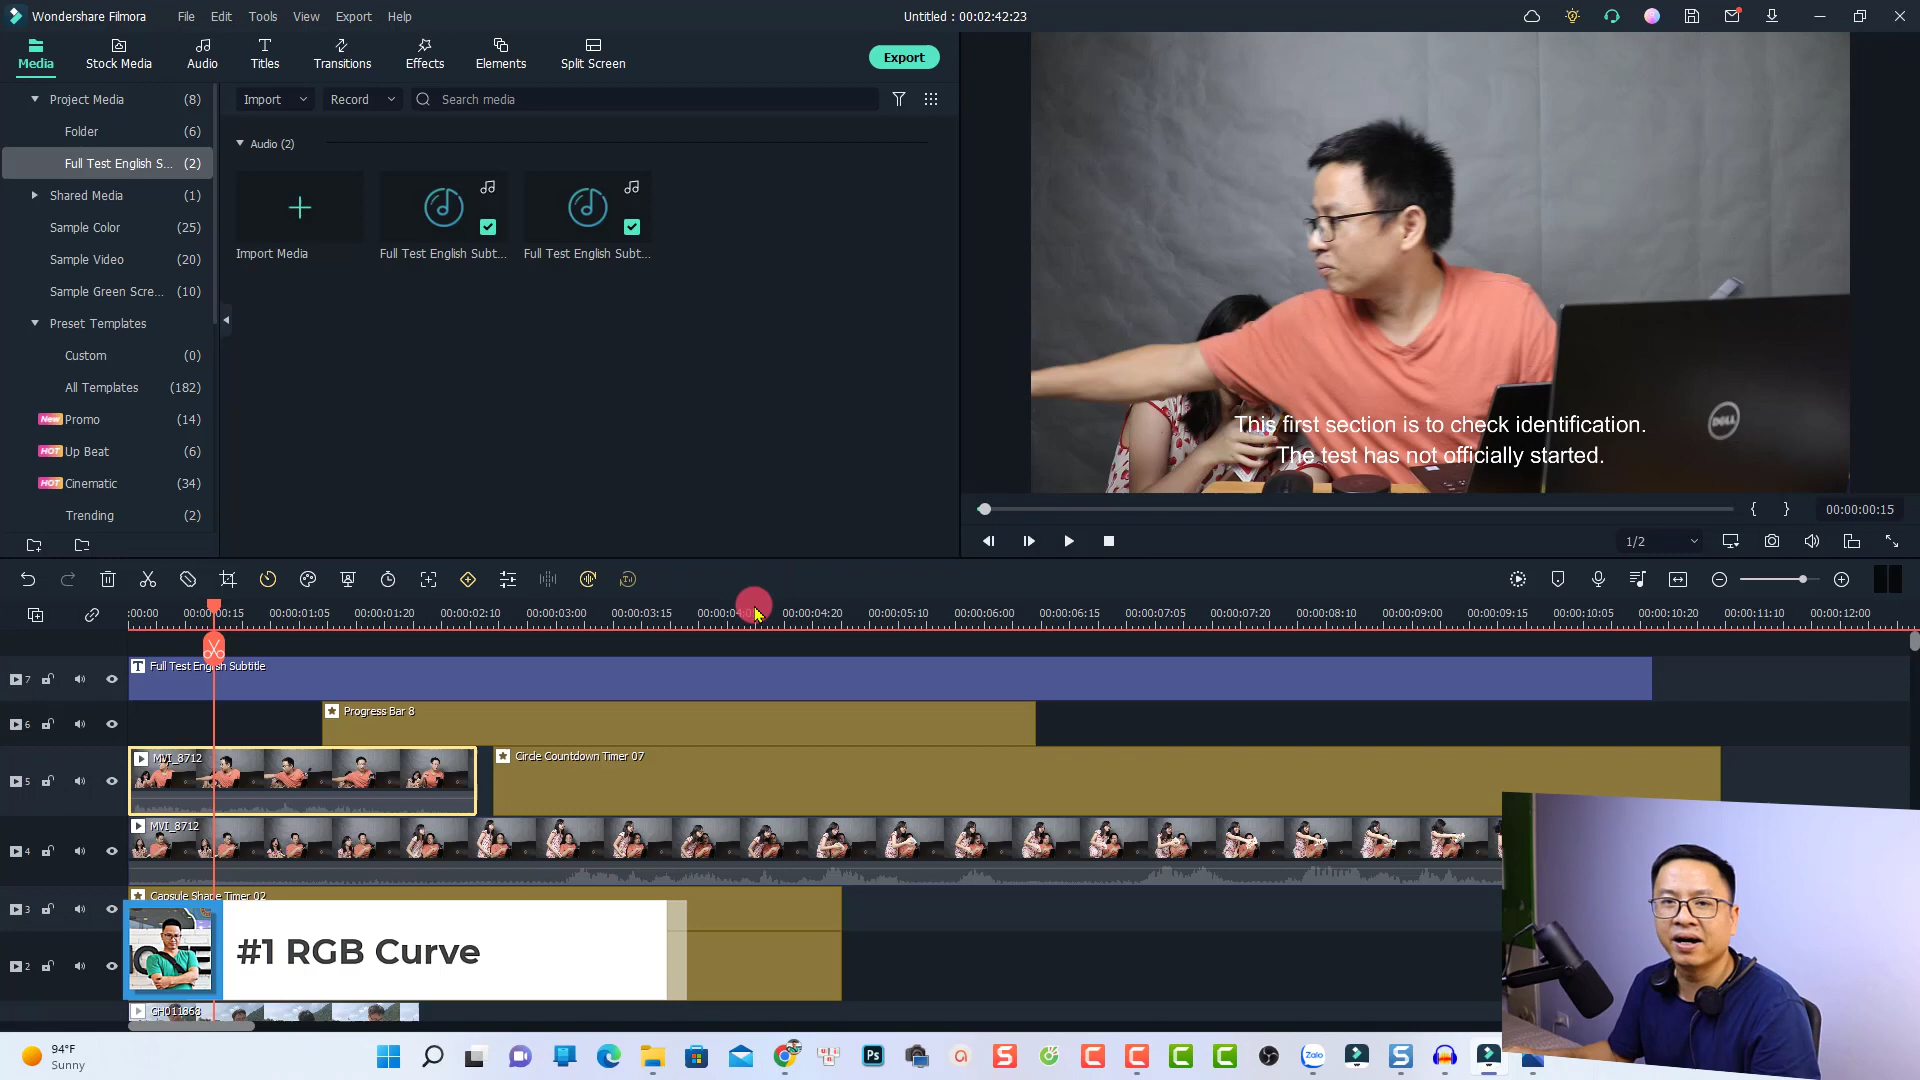 Wondershare Filmora
File
Edit
Tools
View
Export
Help
Untitled : 00:02:42:23
Media
Stock Media
Audio
Titles
Transitions
Effects
Elements
Split Screen
Export
Project Media (8)
Folder (6)
Full Test English S... (2)
Shared Media (1)
Sample Color (25)
Sample Video (20)
Sample Green Scre... (10)
Preset Templates
Custom (0)
All Templates (182)
New Promo (14)
HOT Up Beat (6)
HOT Cinematic (34)
Trending (2)
Import
Record
Search media
Audio (2)
Import Media
Full Test English Subt...
Full Test English Subt...
DELL
This first section is to check identification.
The test has not officially started.
00:00:00:15
1/2
:00:00
00:00:00:15
00:00:01:05
00:00:01:20
00:00:02:10
00:00:03:00
00:00:03:15
00:00:04:20
00:00:05:10
00:00:06:00
00:00:06:15
00:00:07:05
00:00:07:20
00:00:08:10
00:00:09:00
00:00:09:15
00:00:10:05
00:00:10:20
00:00:11:10
00:00:12:00
7
Full Test English Subtitle
6
Progress Bar 8
5
MVI_8712
Circle Countdown Timer 07
4
MVI_8712
3
Capsule Shape Timer 02
2
#1 RGB Curve
94°F
Sunny
Ps
Zalo